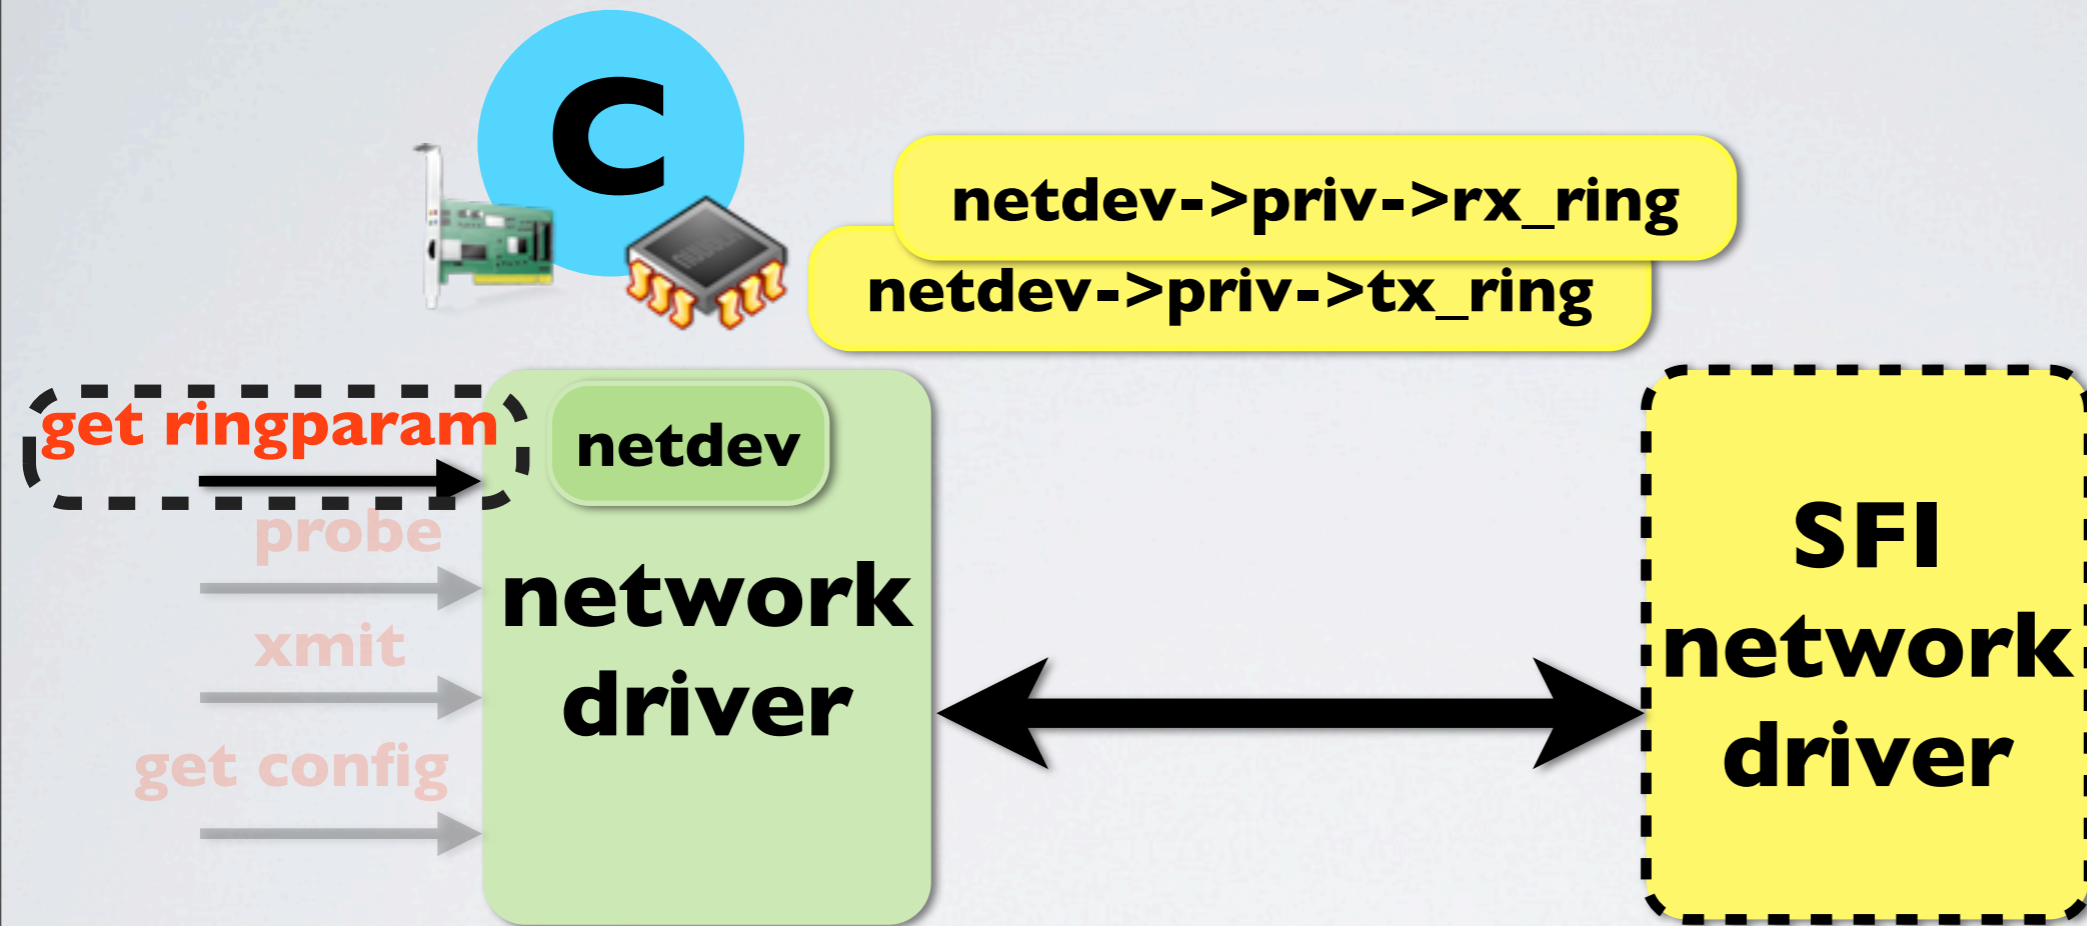 C
netdev->priv->rx_ring
netdev->priv->tx_ring
get ringparam
netdev
probe
xmit
get config
network
driver
SFI
network
driver